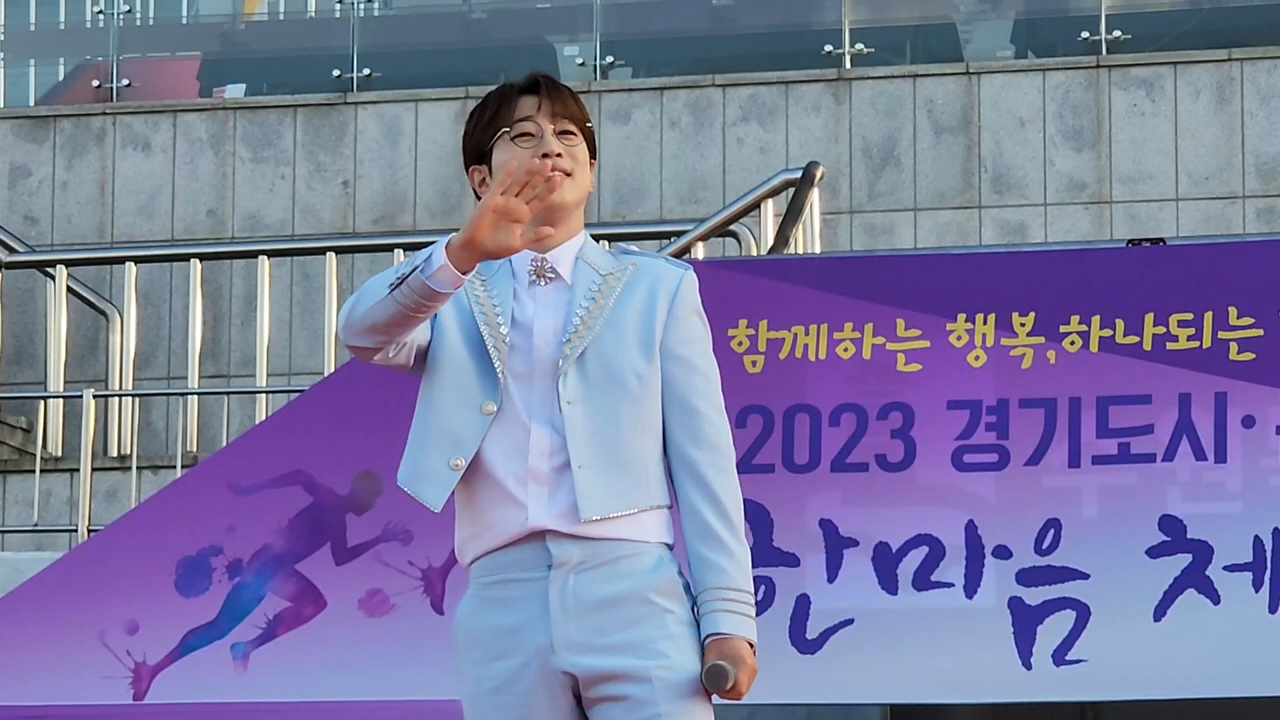 함께하는 행복, 하나되는
2023 경기도시·
한마음 체